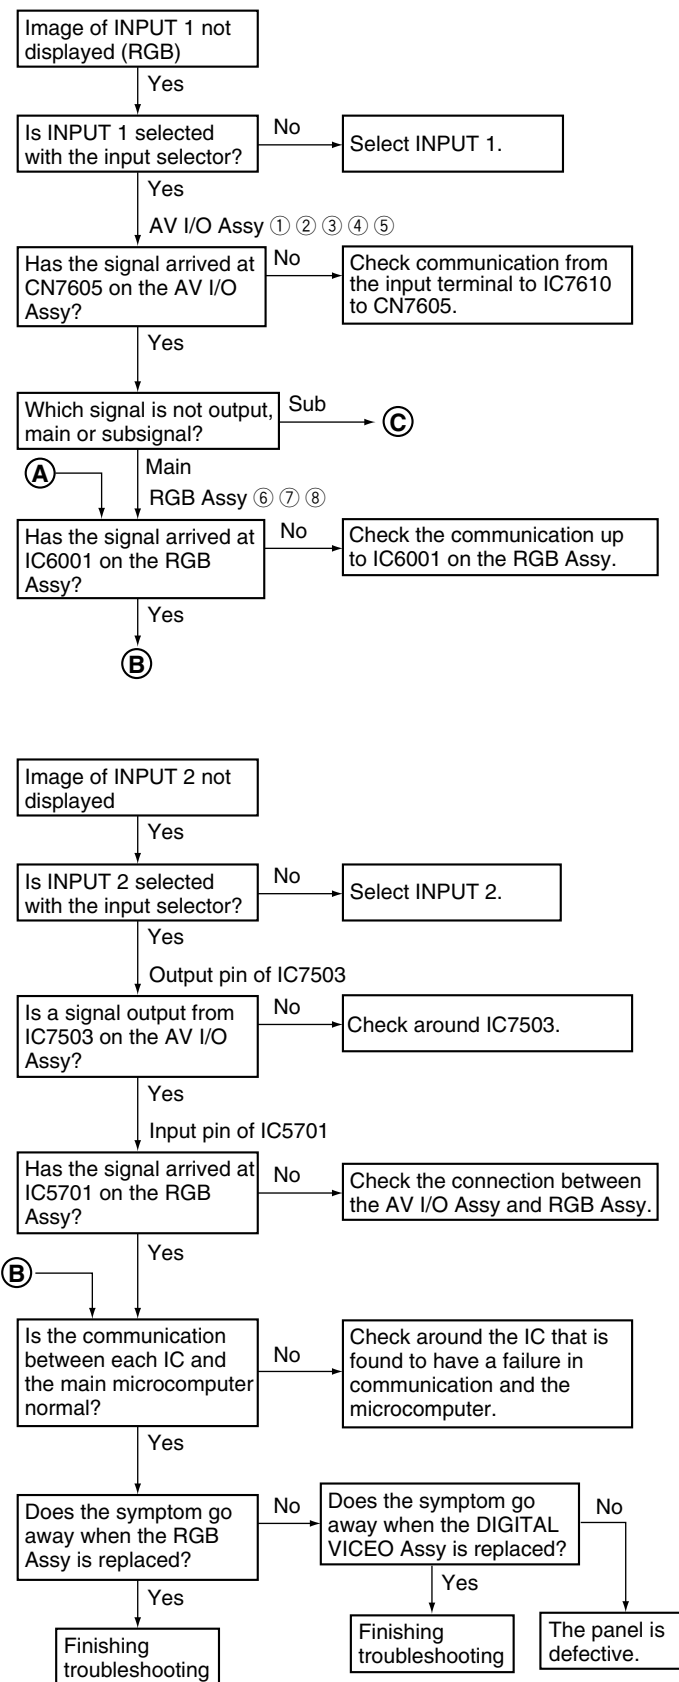 Image of INPUT 1 not
displayed (RGB)
Yes
Is INPUT 1 selected
with the input selector?
No
Select INPUT 1.
Yes
AV I/O Assy ① ② ③ ④ ⑤
Has the signal arrived at
CN7605 on the AV I/O
Assy?
No
Check communication from
the input terminal to IC7610
to CN7605.
Yes
Which signal is not output,
main or subsignal?
Sub
C
A
Main
RGB Assy ⑥ ⑦ ⑧
Has the signal arrived at
IC6001 on the RGB
Assy?
No
Check the communication up
to IC6001 on the RGB Assy.
Yes
B
Image of INPUT 2 not
displayed
Yes
Is INPUT 2 selected
with the input selector?
No
Select INPUT 2.
Yes
Output pin of IC7503
Is a signal output from
IC7503 on the AV I/O
Assy?
No
Check around IC7503.
Yes
Input pin of IC5701
Has the signal arrived at
IC5701 on the RGB
Assy?
No
Check the connection between
the AV I/O Assy and RGB Assy.
Yes
B
Is the communication
between each IC and
the main microcomputer
normal?
No
Check around the IC that is
found to have a failure in
communication and the
microcomputer.
Yes
Does the symptom go
away when the RGB
Assy is replaced?
No
Does the symptom go
away when the DIGITAL
VICEO Assy is replaced?
No
Yes
Yes
Finishing
troubleshooting
Finishing
troubleshooting
The panel is
defective.